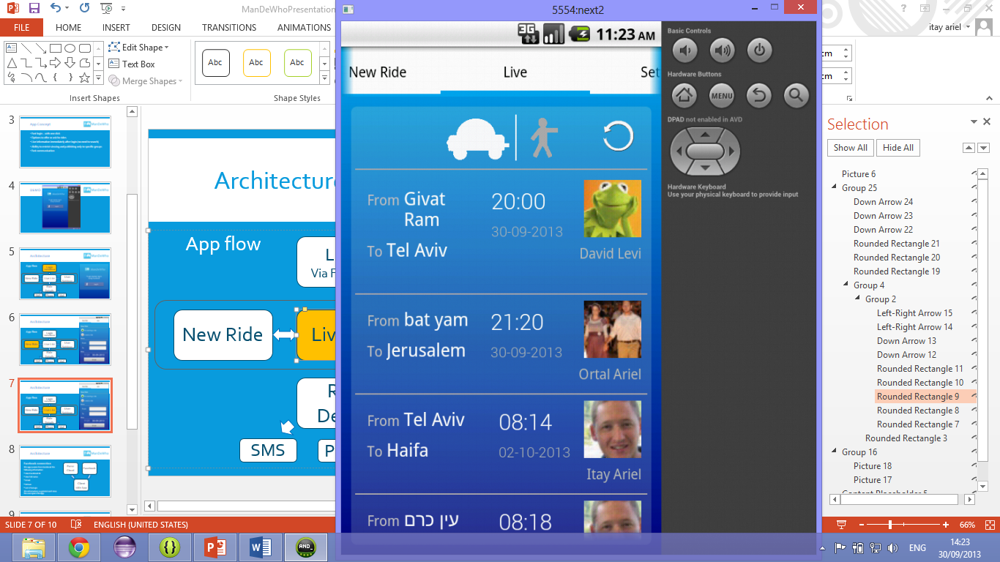 ManDeWhoPresentation
5554:next2
FILE
HOME
INSERT
DESIGN
TRANSITIONS
ANIMATIONS
itay ariel
Edit Shape
Text Box
Merge Shapes
Insert Shapes
Abc
Abc
Abc
Shape Styles
cm
cm
3G
11:23 AM
New Ride
Live
Set
From Givat
Ram
To Tel Aviv
20:00
30-09-2013
David Levi
From bat yam
To Jerusalem
21:20
30-09-2013
Ortal Ariel
From Tel Aviv
To Haifa
08:14
02-10-2013
Itay Ariel
From עין כרם
08:18
Basic Controls
Hardware Buttons
MENU
DPAD not enabled in AVD
Hardware Keyboard
Use your physical keyboard to provide input
3
4
5
6
7
8
9
Architecture
App flow
L
Via F
New Ride
Liv
R
De
SMS
P
Selection
Show All
Hide All
Picture 6
Group 25
Down Arrow 24
Down Arrow 23
Down Arrow 22
Rounded Rectangle 21
Rounded Rectangle 20
Rounded Rectangle 19
Group 4
Group 2
Left-Right Arrow 15
Left-Right Arrow 14
Down Arrow 13
Down Arrow 12
Rounded Rectangle 11
Rounded Rectangle 10
Rounded Rectangle 9
Rounded Rectangle 8
Rounded Rectangle 7
Rounded Rectangle 3
Group 16
Picture 18
Picture 17
Content Placeholder 5
SLIDE 7 OF 10
ENGLISH (UNITED STATES)
66%
ENG
14:23
30/09/2013